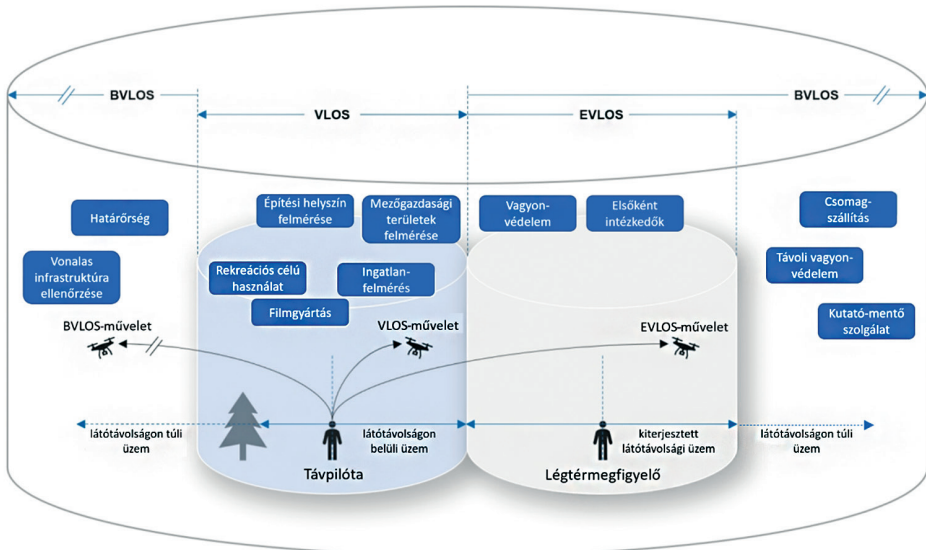 BVLOS
VLOS
EVLOS
BVLOS
Határőrség
Vonalas
infrastruktúra
ellenőrzése
Építési helyszín
felmérése
Mezőgazdasági
területek
felmérése
Rekreációs célú
használat
Ingatlan-
felmérés
Filmgyártás
Vagyon-
védelem
Elsőként
intézkedők
Csomag-
szállítás
Távoli vagyon-
védelem
Kutató-mentő
szolgálat
BVLOS-művelet
VLOS-művelet
EVLOS-művelet
látótávolságon túli
üzem
látótávolságon
belüli üzem
kiterjesztett
látótávolsági üzem
látótávolságon túli
üzem
Távpilóta
Légtérmegfigyelő